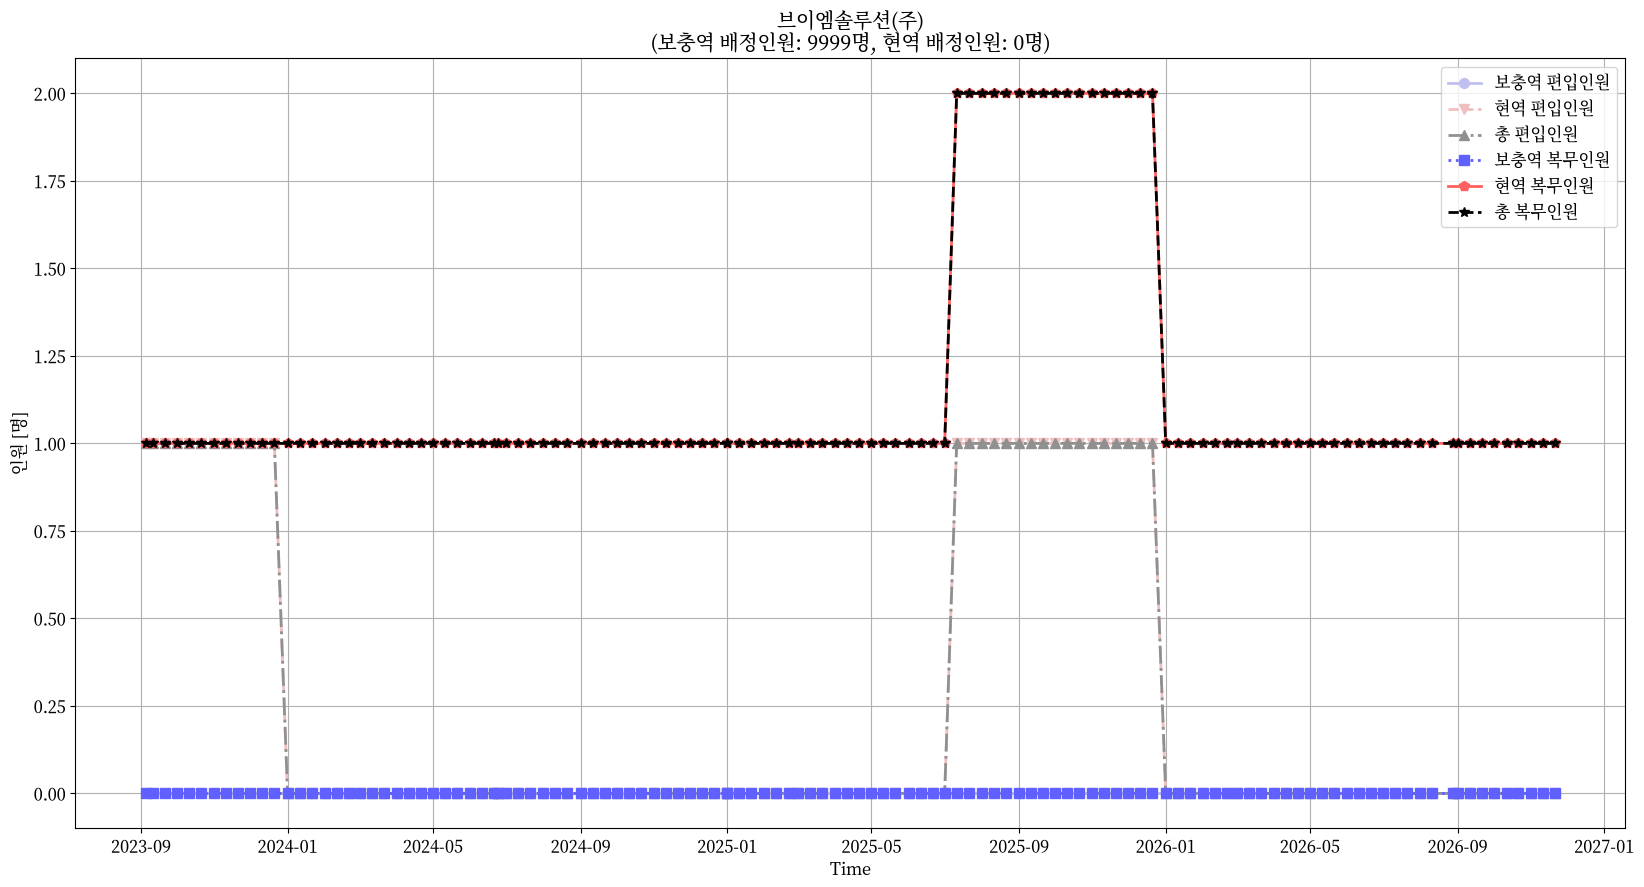 브이엠솔루션(주)
(보충역 배정인원: 9999명, 현역 배정인원: 0명)
보충역 편입인원
현역 편입인원
총 편입인원
보충역 복무인원
현역 복무인원
총 복무인원
인원 [명]
2.00
1.75
1.50
1.25
1.00
0.75
0.50
0.25
0.00
2023-09 2024-01 2024-05 2024-09 2025-01 2025-05 2025-09 2026-01 2026-05 2026-09 2027-01
Time